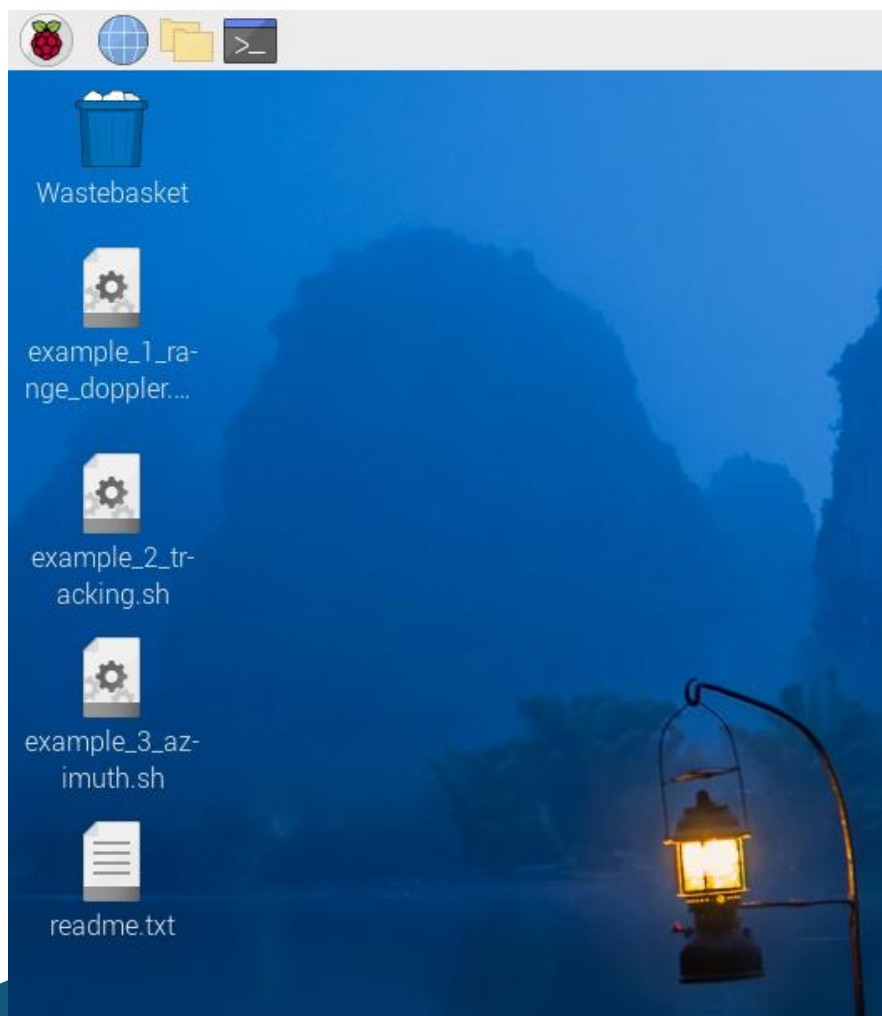 >_
Wastebasket
example_1_ra-
nge_doppler....
example_2_tr-
acking.sh
example_3_az-
imuth.sh
readme.txt